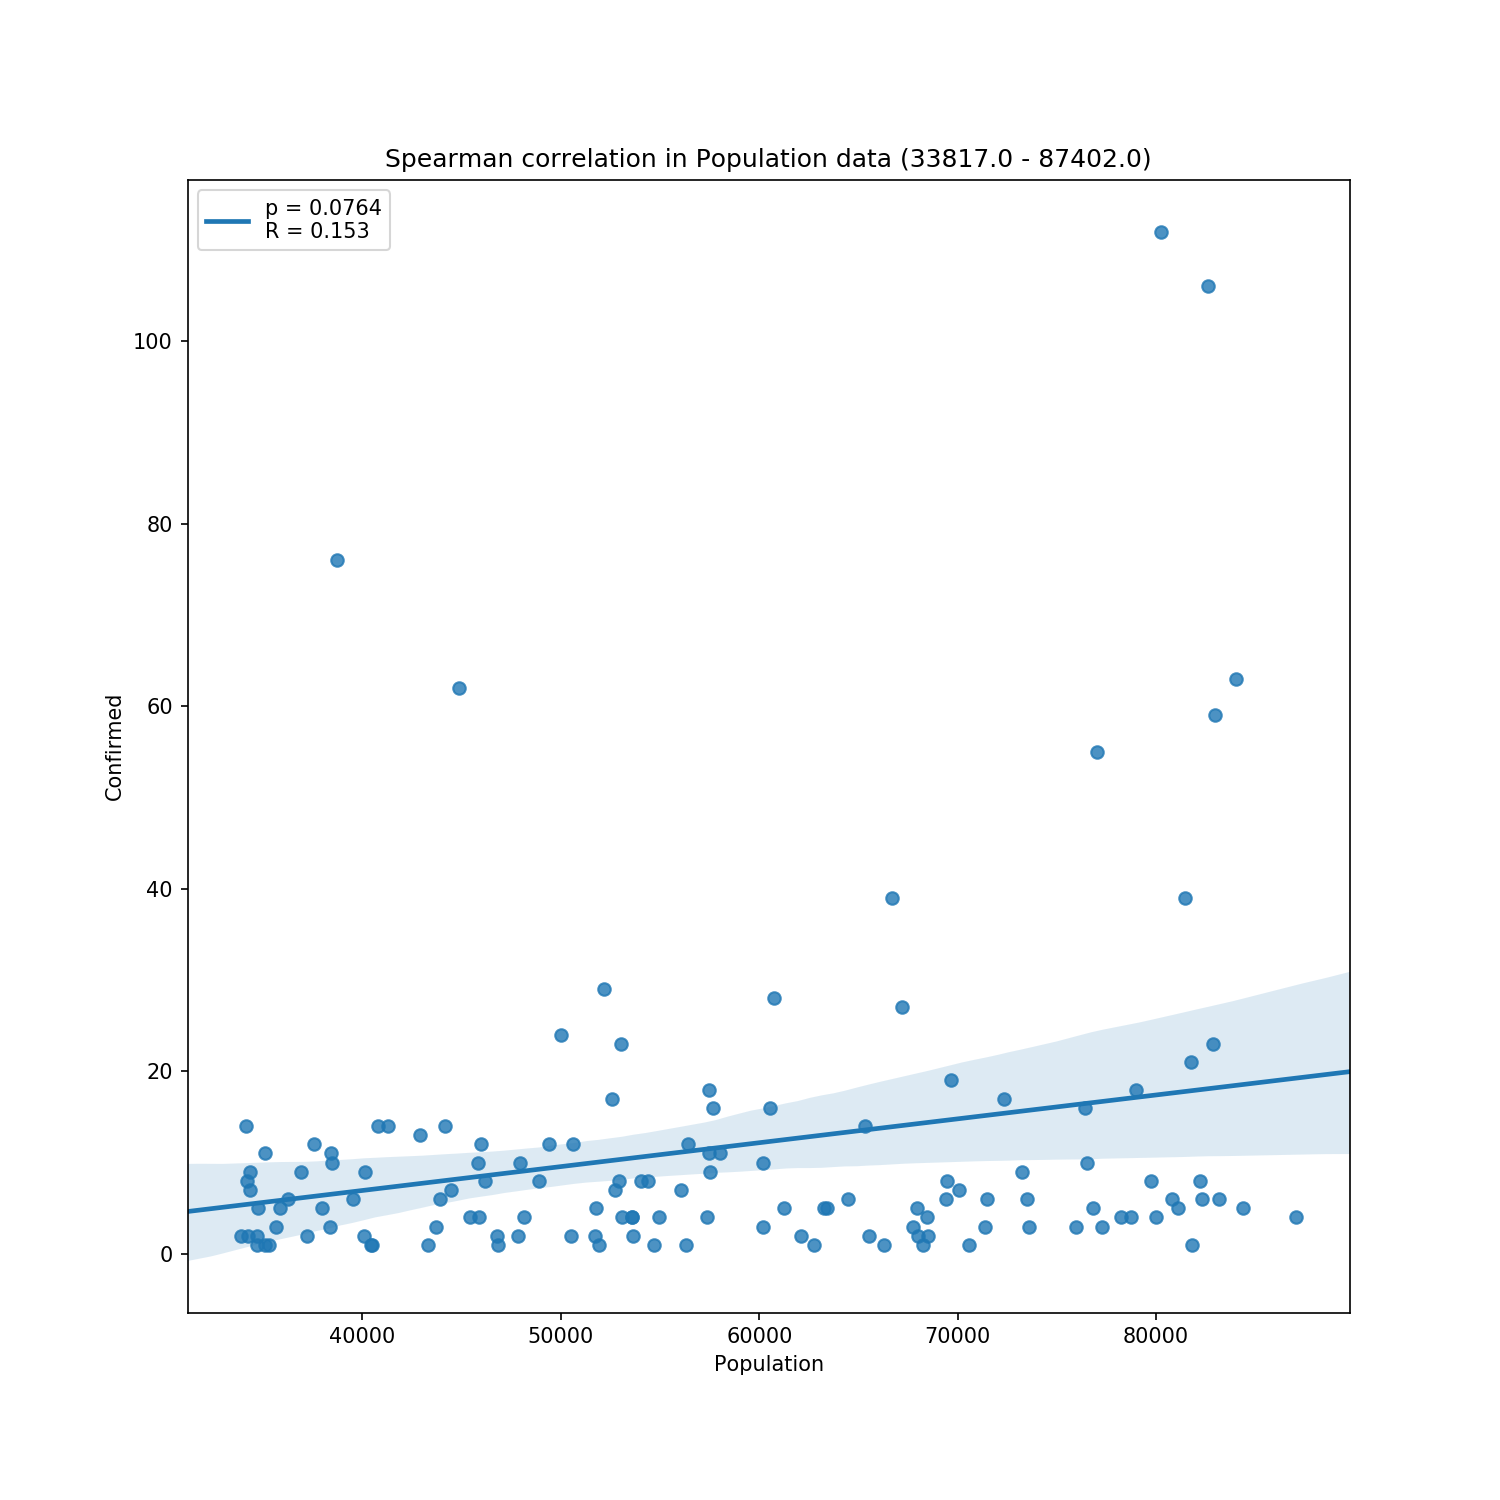 Spearman correlation in Population data (33817.0 - 87402.0)
p = 0.0764
R = 0.153
100
80
60
40
20
0
Confirmed
40000 50000 60000 70000 80000
Population